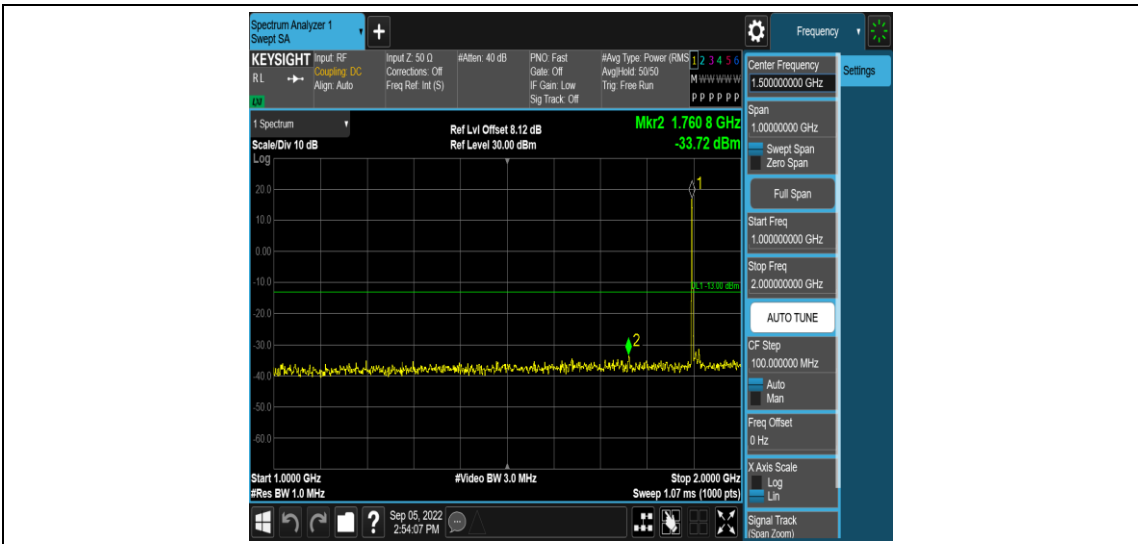 Spectrum Analyzer 1
Swept SA
+
Frequency
KEYSIGHT
RL
LXI
Input: RF
Coupling: DC
Align: Auto
Input Z: 50 Ω
Corrections: Off
Freq Ref: Int (S)
#Atten: 40 dB
PNO: Fast
Gate: Off
IF Gain: Low
Sig Track: Off
#Avg Type: Power (RMS
Avg|Hold: 50/50
Trig: Free Run
1 2 3 4 5 6
M W W W W W
P P P P P P
Center Frequency
1.500000000 GHz
Settings
1 Spectrum
Scale/Div 10 dB
Log
Ref Lvl Offset 8.12 dB
Ref Level 30.00 dBm
Mkr2 1.760 8 GHz
-33.72 dBm
Span
1.00000000 GHz
Swept Span
Zero Span
Full Span
Start Freq
1.000000000 GHz
Stop Freq
2.000000000 GHz
AUTO TUNE
CF Step
100.000000 MHz
Auto
Man
Freq Offset
0 Hz
X Axis Scale
Log
Lin
Signal Track
(Span Zoom)
20.0
10.0
0.00
-10.0
-20.0
-30.0
-40.0
-50.0
-60.0
1
DL1 -13.00 dBm
2
Start 1.0000 GHz
#Res BW 1.0 MHz
#Video BW 3.0 MHz
Stop 2.0000 GHz
Sweep 1.07 ms (1000 pts)
?
Sep 05, 2022
2:54:07 PM